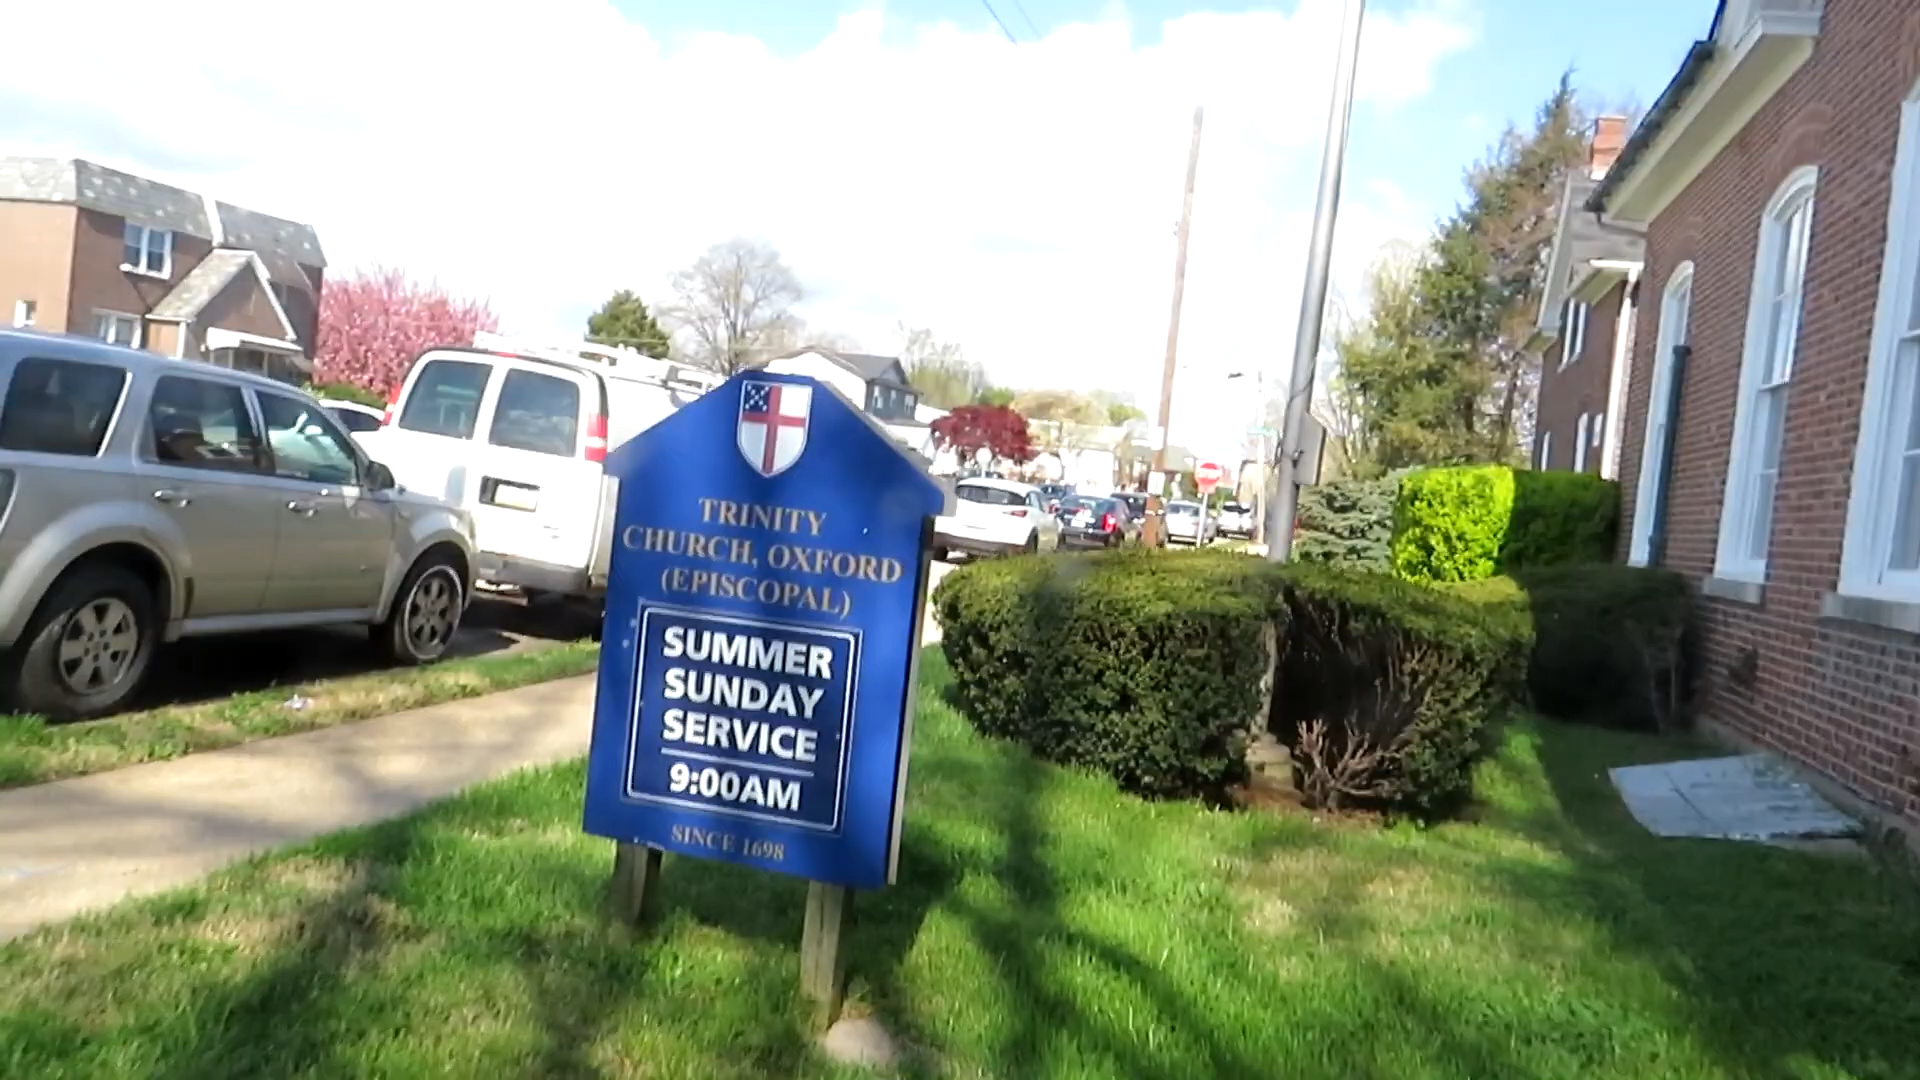 TRINITY
CHURCH, OXFORD
(EPISCOPAL)
SUMMER
SUNDAY
SERVICE
9:00AM
SINCE 1698